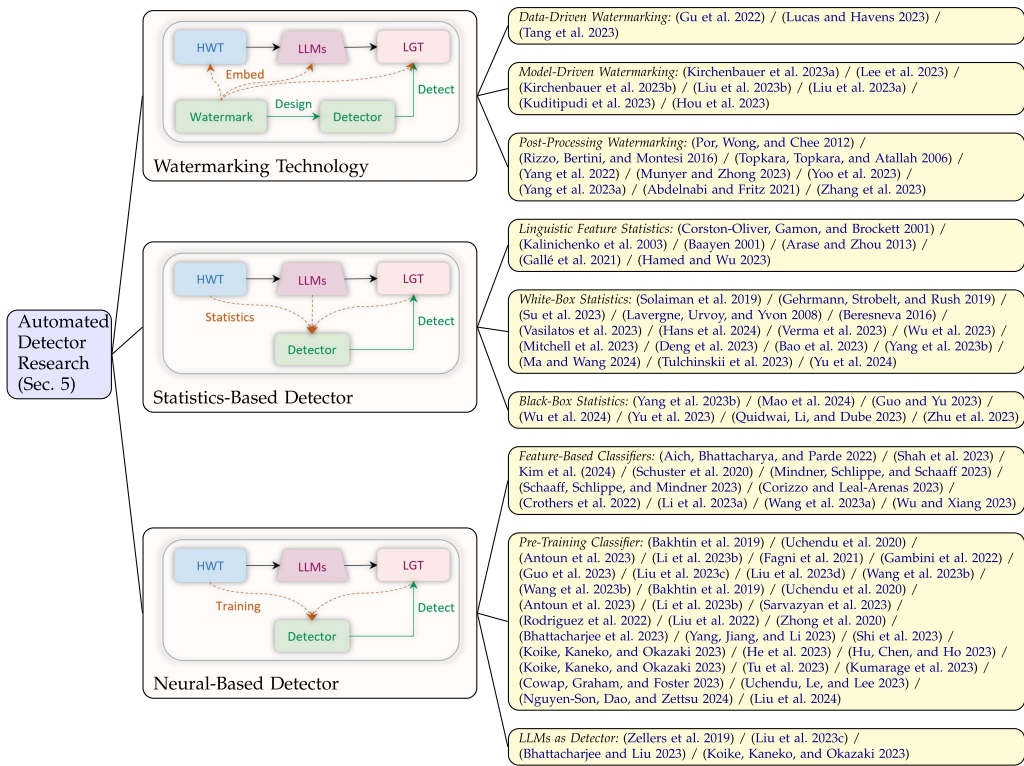 Automated
Detector
Research
(Sec. 5)
HWT
LLMs
LGT
Embed
Design
Detect
Watermark
Detector
Watermarking Technology
Data-Driven Watermarking: (Gu et al. 2022) / (Lucas and Havens 2023) /
(Tang et al. 2023)
Model-Driven Watermarking: (Kirchenbauer et al. 2023a) / (Lee et al. 2023) /
(Kirchenbauer et al. 2023b) / (Liu et al. 2023b) / (Liu et al. 2023a) /
(Kuditipudi et al. 2023) / (Hou et al. 2023)
Post-Processing Watermarking: (Por, Wong, and Chee 2012) /
(Rizzo, Bertini, and Montesi 2016) / (Topkara, Topkara, and Atallah 2006) /
(Yang et al. 2022) / (Munyer and Zhong 2023) / (Yoo et al. 2023) /
(Yang et al. 2023a) / (Abdelnabi and Fritz 2021) / (Zhang et al. 2023)
HWT
LLMs
LGT
Statistics
Detect
Detector
Statistics-Based Detector
Linguistic Feature Statistics: (Corston-Oliver, Gamon, and Brockett 2001) /
(Kalinichenko et al. 2003) / (Baayen 2001) / (Arase and Zhou 2013) /
(Gallé et al. 2021) / (Hamed and Wu 2023)
White-Box Statistics: (Solaiman et al. 2019) / (Gehrmann, Strobelt, and Rush 2019) /
(Su et al. 2023) / (Lavergne, Urvoy, and Yvon 2008) / (Beresneva 2016) /
(Vasilatos et al. 2023) / (Hans et al. 2024) / (Verma et al. 2023) / (Wu et al. 2023) /
(Mitchell et al. 2023) / (Deng et al. 2023) / (Bao et al. 2023) / (Yang et al. 2023b) /
(Ma and Wang 2024) / (Tulchinskii et al. 2023) / (Yu et al. 2024)
Black-Box Statistics: (Yang et al. 2023b) / (Mao et al. 2024) / (Guo and Yu 2023) /
(Wu et al. 2024) / (Yu et al. 2023) / (Quidwai, Li, and Dube 2023) / (Zhu et al. 2023)
HWT
LLMs
LGT
Training
Detect
Detector
Neural-Based Detector
Feature-Based Classifiers: (Aich, Bhattacharya, and Parde 2022) / (Shah et al. 2023) /
Kim et al. (2024) / (Schuster et al. 2020) / (Mindner, Schlippe, and Schaaff 2023) /
(Schaaff, Schlippe, and Mindner 2023) / (Corizzo and Leal-Arenas 2023) /
(Crothers et al. 2022) / (Li et al. 2023a) / (Wang et al. 2023a) / (Wu and Xiang 2023)
Pre-Training Classifier: (Bakhtin et al. 2019) / (Uchendu et al. 2020) /
(Antoun et al. 2023) / (Li et al. 2023b) / (Fagni et al. 2021) / (Gambini et al. 2022) /
(Guo et al. 2023) / (Liu et al. 2023c) / (Liu et al. 2023d) / (Wang et al. 2023b) /
(Wang et al. 2023b) / (Bakhtin et al. 2019) / (Uchendu et al. 2020) /
(Antoun et al. 2023) / (Li et al. 2023b) / (Sarvazyan et al. 2023) /
(Rodriguez et al. 2022) / (Liu et al. 2022) / (Zhong et al. 2020) /
(Bhattacharjee et al. 2023) / (Yang, Jiang, and Li 2023) / (Shi et al. 2023) /
(Koike, Kaneko, and Okazaki 2023) / (He et al. 2023) / (Hu, Chen, and Ho 2023) /
(Koike, Kaneko, and Okazaki 2023) / (Tu et al. 2023) / (Kumarage et al. 2023) /
(Cowap, Graham, and Foster 2023) / (Uchendu, Le, and Lee 2023) /
(Nguyen-Son, Dao, and Zettsu 2024) / (Liu et al. 2024)
LLMs as Detector: (Zellers et al. 2019) / (Liu et al. 2023c) /
(Bhattacharjee and Liu 2023) / (Koike, Kaneko, and Okazaki 2023)